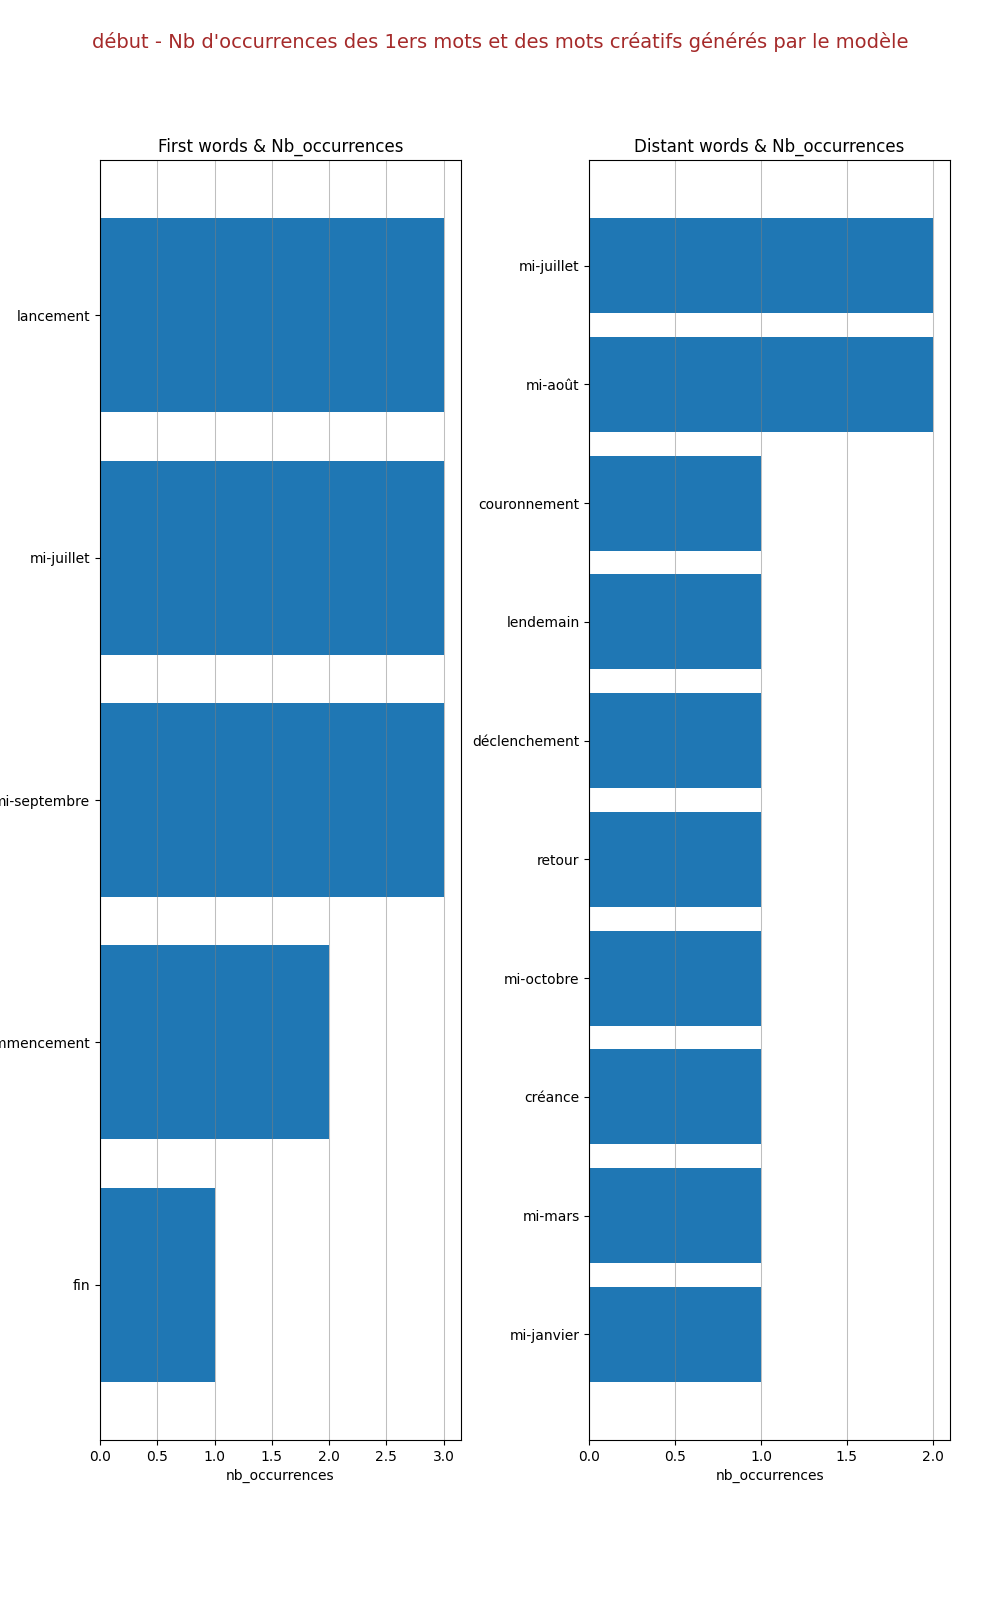 début - Nb d'occurrences des 1ers mots et des mots créatifs générés par le modèle
First words & Nb_occurrences
lancement
mi-juillet
mi-septembre
mmencement
fin
0.0 0.5 1.0 1.5 2.0 2.5 3.0
nb_occurrences
Distant words & Nb_occurrences
mi-juillet
mi-août
couronnement
lendemain
déclenchement
retour
mi-octobre
créance
mi-mars
mi-janvier
0.0 0.5 1.0 1.5 2.0
nb_occurrences